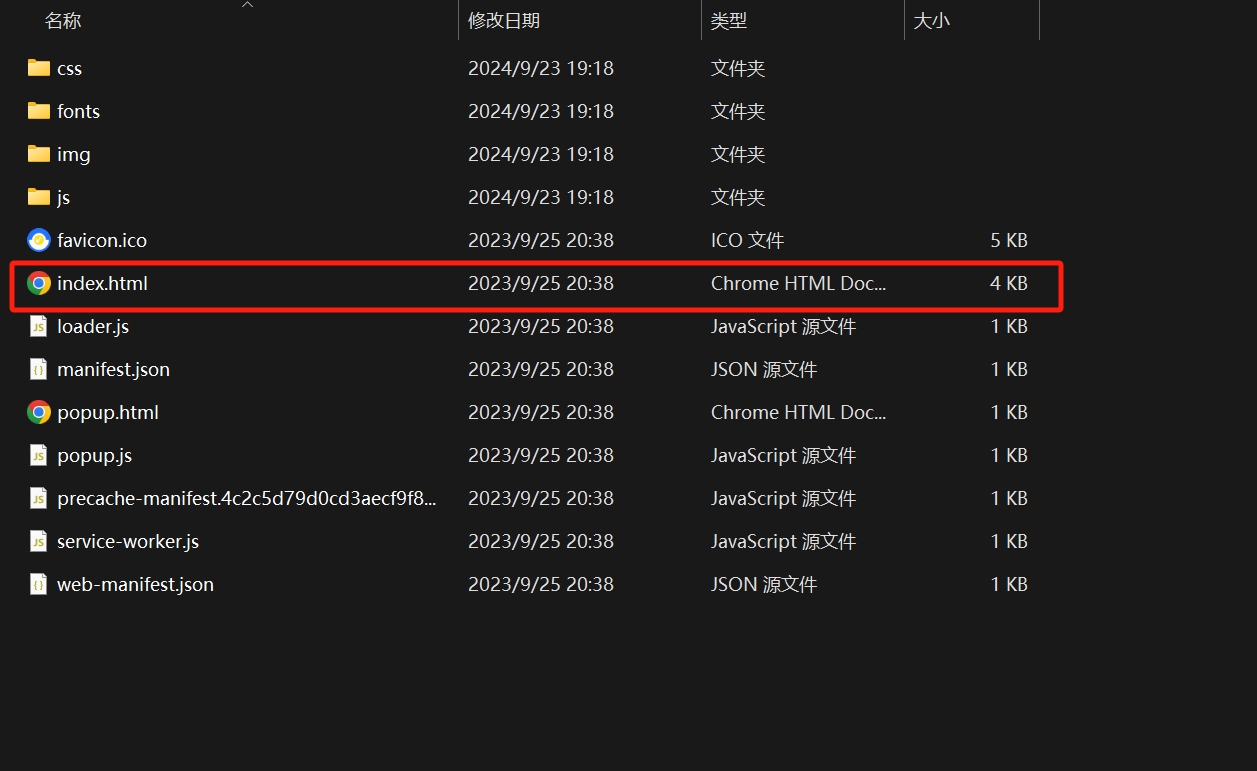 名称 修改日期 类型 大小
css 2024/9/23 19:18 文件夹
fonts 2024/9/23 19:18 文件夹
img 2024/9/23 19:18 文件夹
js 2024/9/23 19:18 文件夹
favicon.ico 2023/9/25 20:38 ICO 文件 5 KB
index.html 2023/9/25 20:38 Chrome HTML Doc... 4 KB
loader.js 2023/9/25 20:38 JavaScript 源文件 1 KB
manifest.json 2023/9/25 20:38 JSON 源文件 1 KB
popup.html 2023/9/25 20:38 Chrome HTML Doc... 1 KB
popup.js 2023/9/25 20:38 JavaScript 源文件 1 KB
precache-manifest.4c2c5d79d0cd3aecf9f8... 2023/9/25 20:38 JavaScript 源文件 1 KB
service-worker.js 2023/9/25 20:38 JavaScript 源文件 1 KB
web-manifest.json 2023/9/25 20:38 JSON 源文件 1 KB